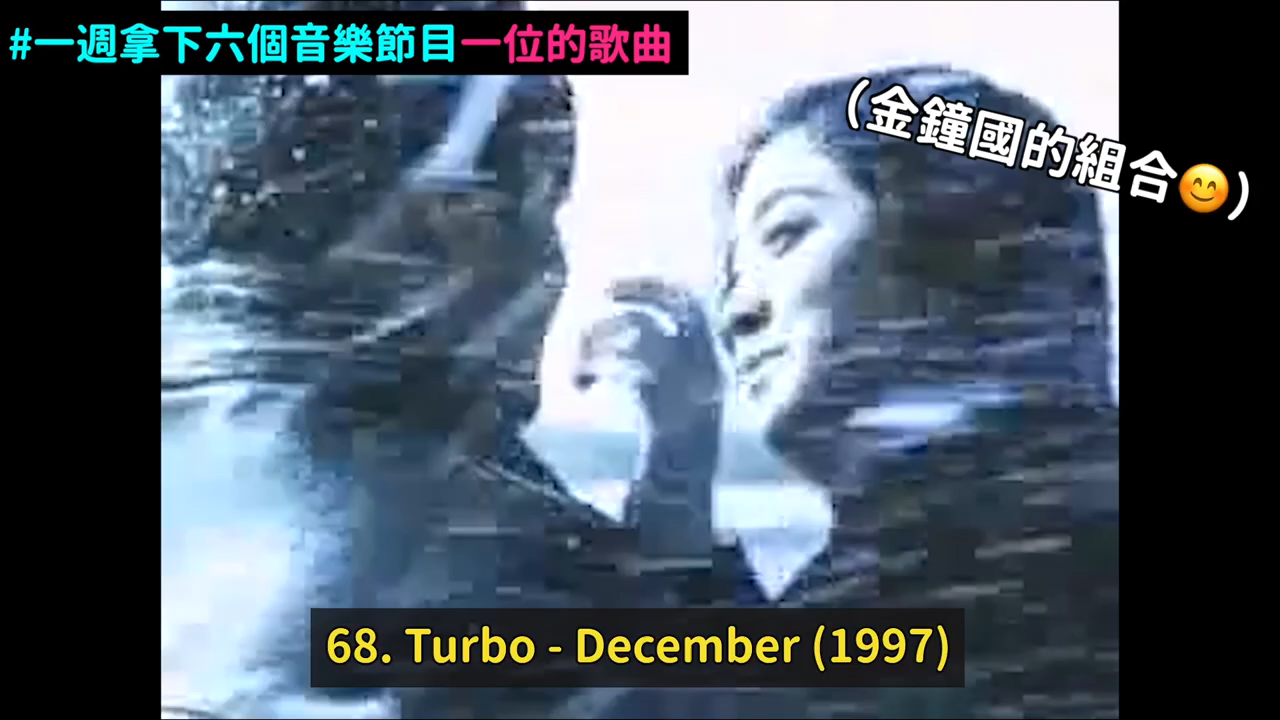 #一週拿下六個音樂節目一位的歌曲
（金鐘國的組合😊）
68. Turbo - December (1997)